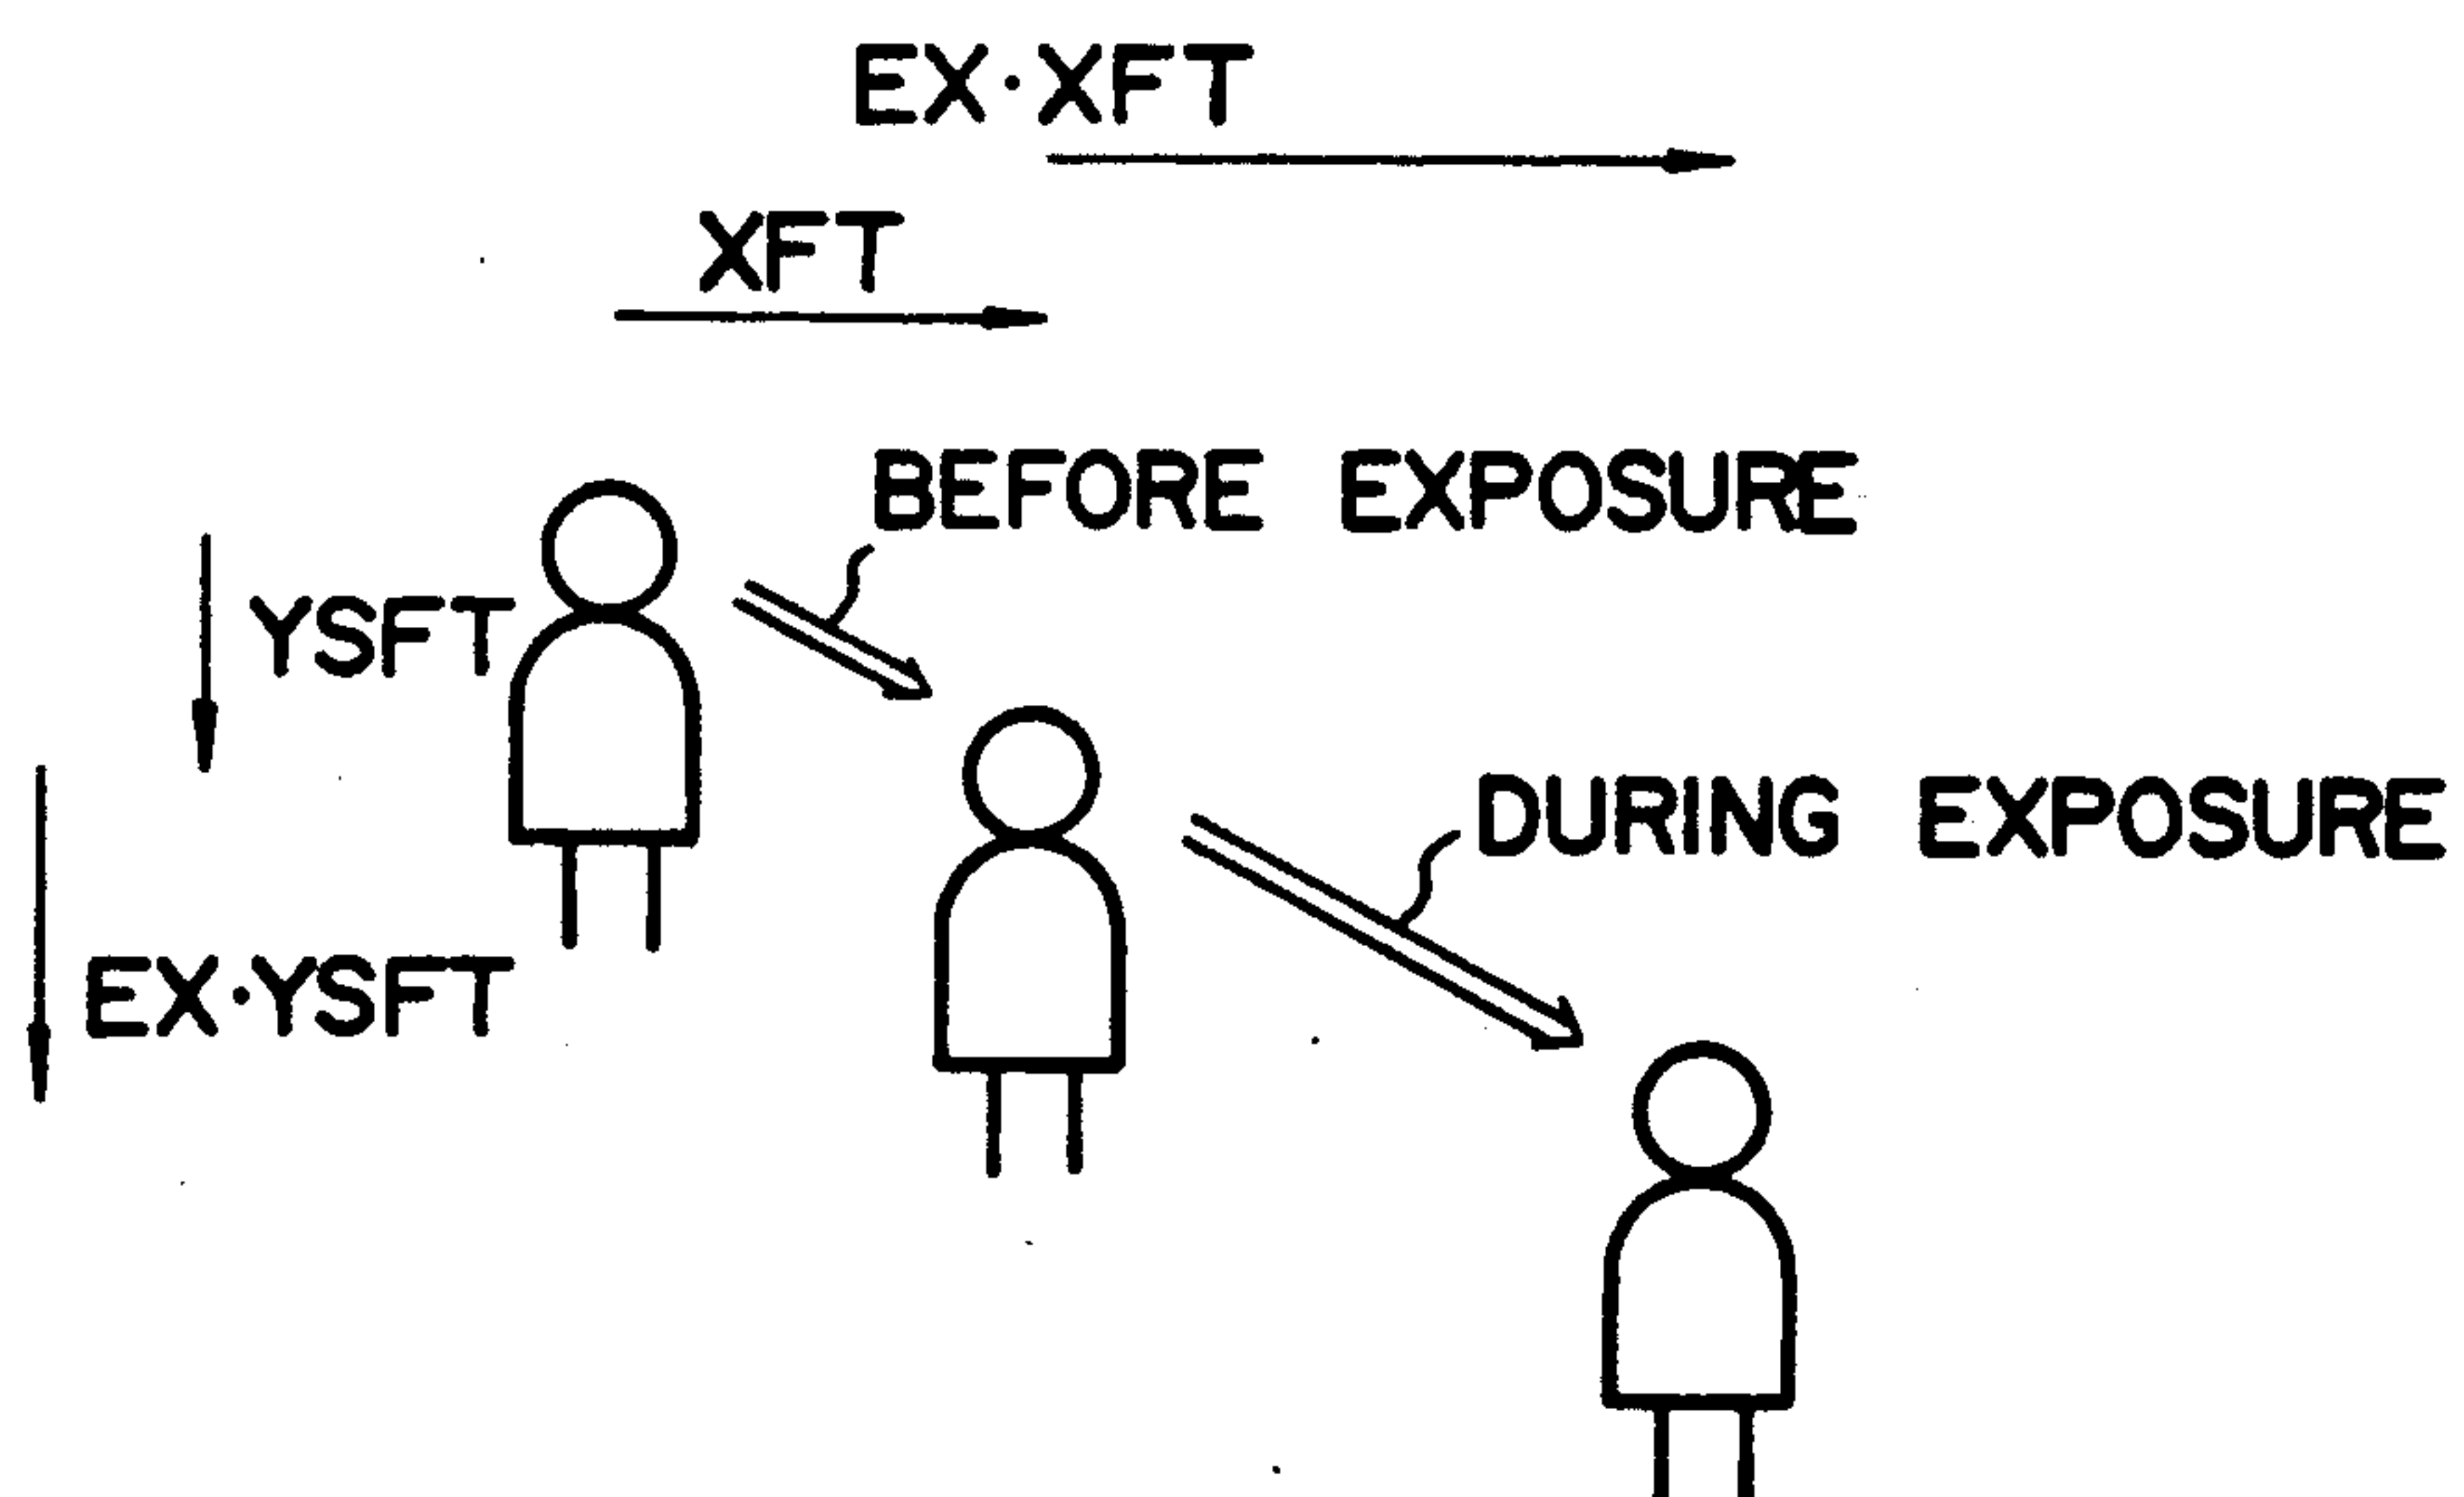 EX·XFT
XFT
BEFORE EXPOSURE
YSFT
DURING EXPOSURE
EX·YSFT